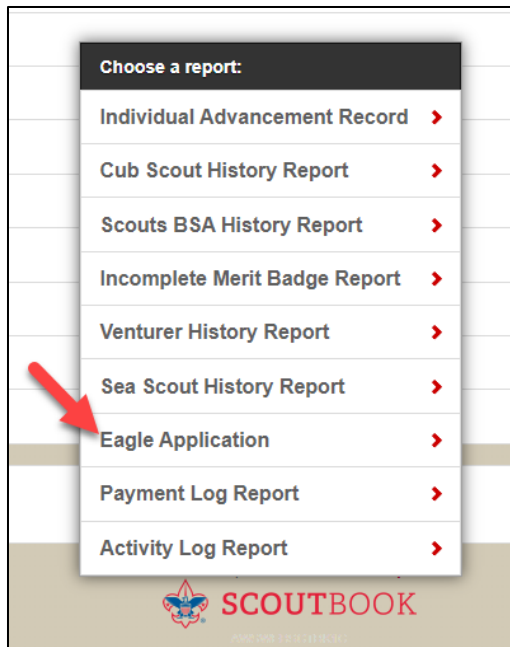 Choose a report:
Individual Advancement Record
Cub Scout History Report
Scouts BSA History Report
Incomplete Merit Badge Report
Venturer History Report
Sea Scout History Report
Eagle Application
Payment Log Report
Activity Log Report
SCOUTBOOK